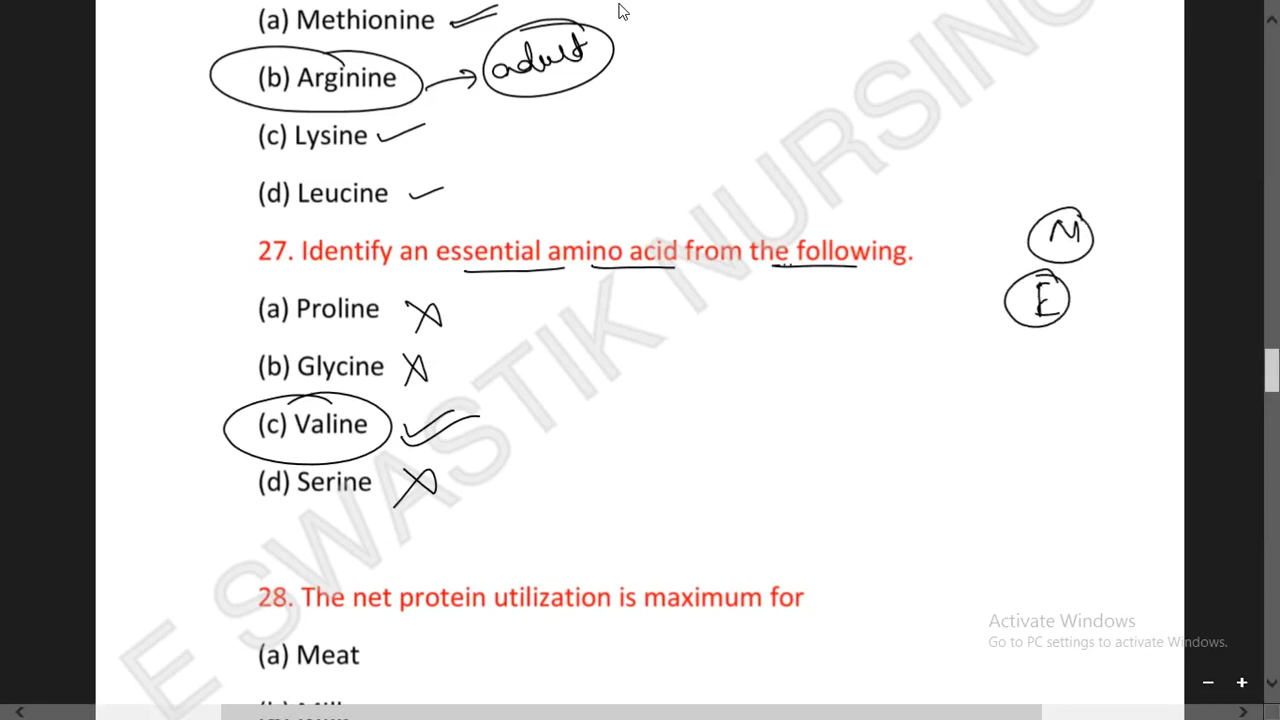 (a) Methionine
(b) Arginine adult
(c) Lysine
(d) Leucine
27. Identify an essential amino acid from the following.
M
(a) Proline
E
(b) Glycine
(c) Valine
(d) Serine
28. The net protein utilization is maximum for
(a) Meat
E SWASTIK NURSING
Activate Windows
Go to PC settings to activate Windows.